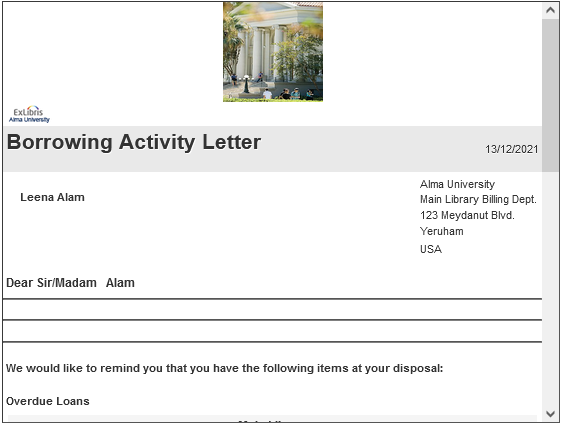 ExLibris
Alma University
Borrowing Activity Letter
13/12/2021
Leena Alam
Alma University
Main Library Billing Dept.
123 Meydanut Blvd.
Yeruham
USA
Dear Sir/Madam Alam
We would like to remind you that you have the following items at your disposal:
Overdue Loans